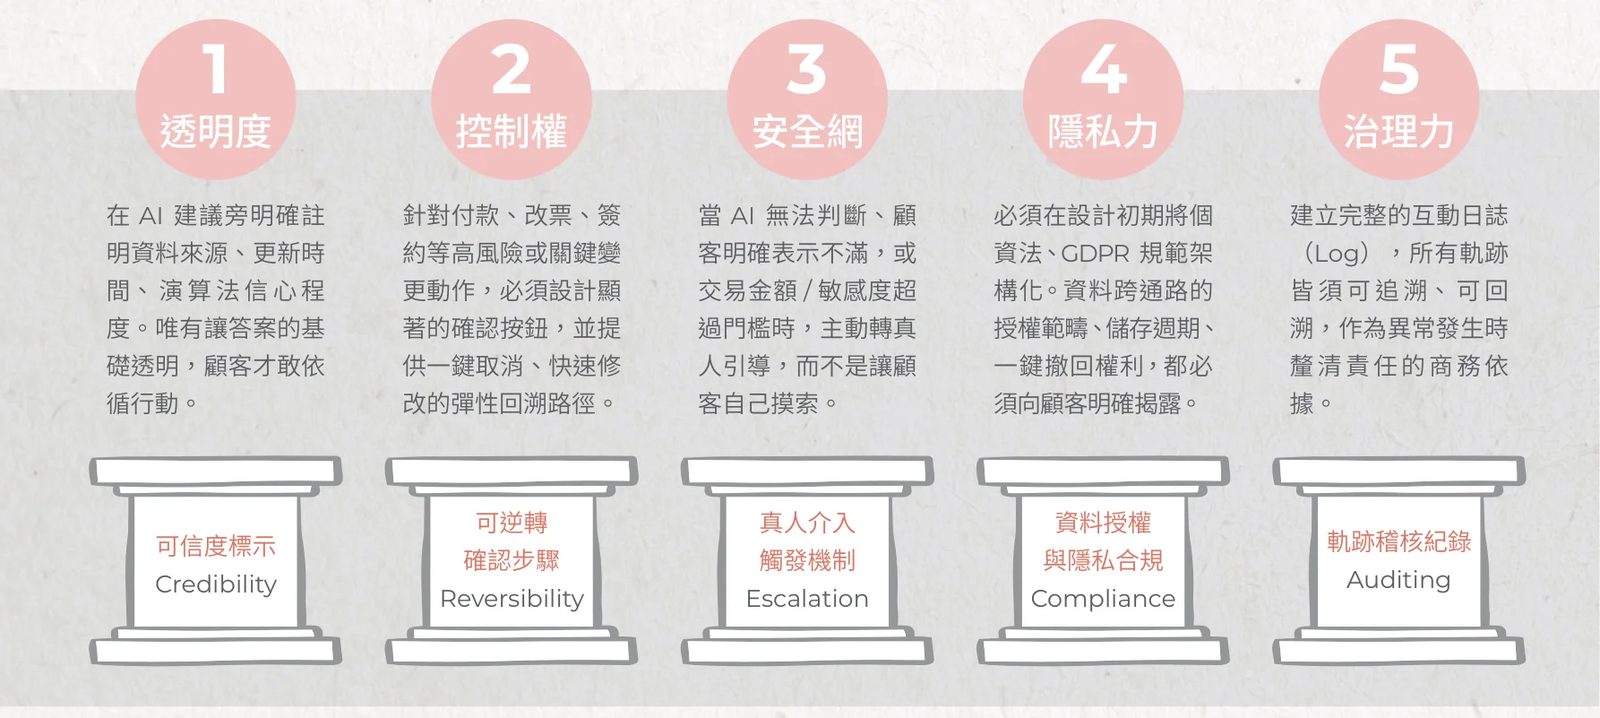 1
透明度
在 AI 建議旁明確註
明資料來源、更新時
間、演算法信心程
度。唯有讓答案的基
礎透明，顧客才敢依
循行動。
可信度標示
Credibility
2
控制權
針對付款、改票、簽
約等高風險或關鍵變
更動作，必須設計顯
著的確認按鈕，並提
供一鍵取消、快速修
改的彈性回溯路徑。
可逆轉
確認步驟
Reversibility
3
安全網
當 AI 無法判斷、顧
客明確表示不滿，或
交易金額 / 敏感度超
過門檻時，主動轉真
人引導，而不是讓顧
客自己摸索。
真人介入
觸發機制
Escalation
4
隱私力
必須在設計初期將個
資法、GDPR 規範架
構化。資料跨通路的
授權範疇、儲存週期、
一鍵撤回權利，都必
須向顧客明確揭露。
資料授權
與隱私合規
Compliance
5
治理力
建立完整的互動日誌
（Log），所有軌跡
皆須可追溯、可回
溯，作為異常發生時
釐清責任的商務依
據。
軌跡稽核紀錄
Auditing